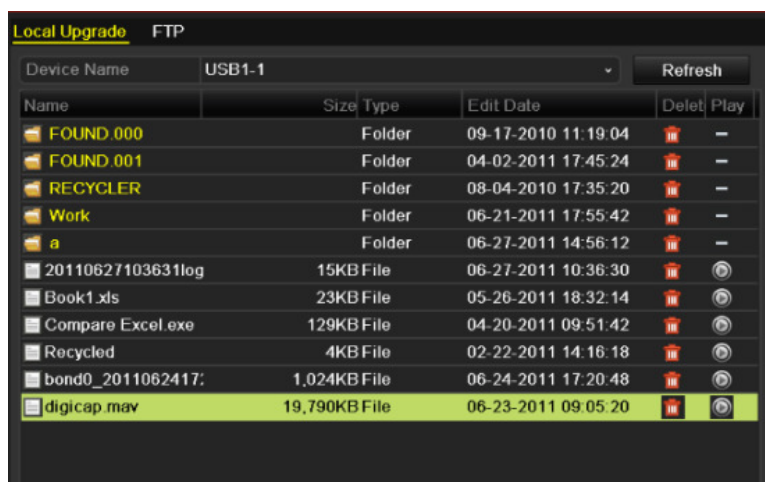 Local Upgrade FTP
Device Name USB1-1 Refresh
Name Size Type Edit Date Delet Play
FOUND.000 Folder 09-17-2010 11:19:04 –
FOUND.001 Folder 04-02-2011 17:45:24 –
RECYCLER Folder 08-04-2010 17:35:20 –
Work Folder 06-21-2011 17:55:42 –
a Folder 06-27-2011 14:56:12 –
20110627103631log 15KB File 06-27-2011 10:36:30
Book1.xls 23KB File 05-26-2011 18:32:14
Compare Excel.exe 129KB File 04-20-2011 09:51:42
Recycled 4KB File 02-22-2011 14:16:18
bond0_2011062417: 1,024KB File 06-24-2011 17:20:48
digicap.mav 19,790KB File 06-23-2011 09:05:20